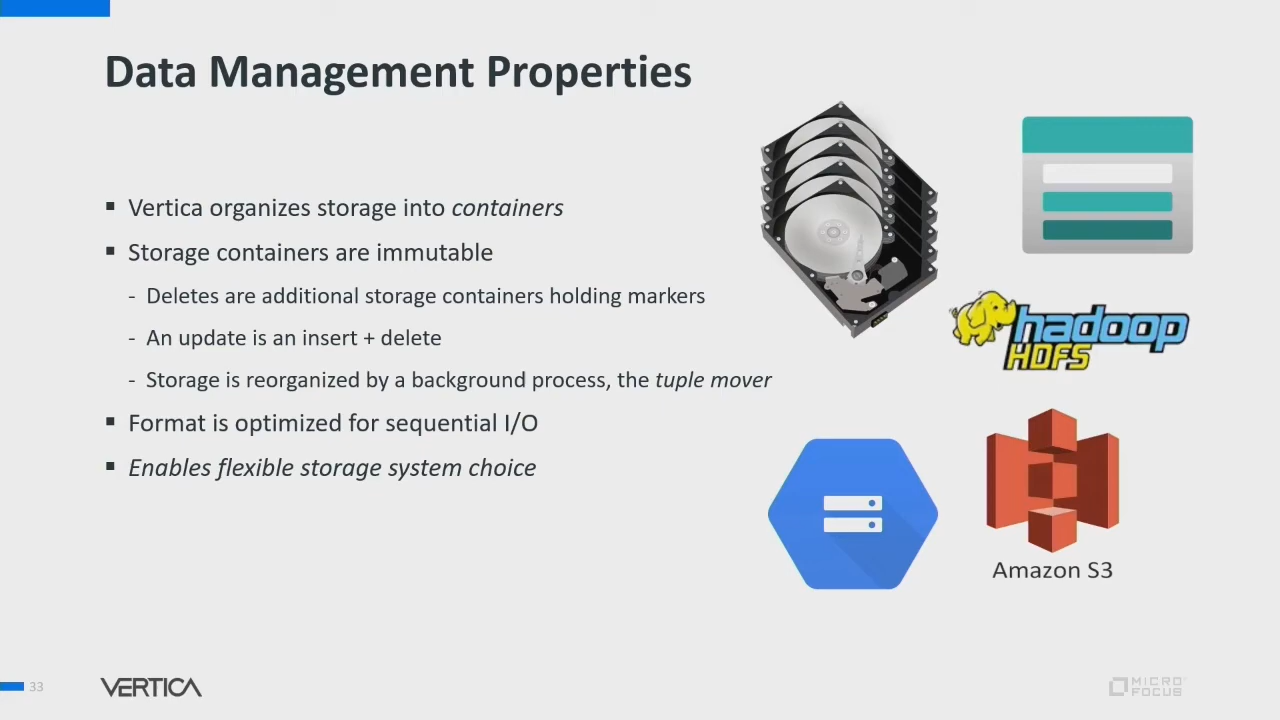 Data Management Properties
▪ Vertica organizes storage into containers
▪ Storage containers are immutable
- Deletes are additional storage containers holding markers
- An update is an insert + delete
- Storage is reorganized by a background process, the tuple mover
▪ Format is optimized for sequential I/O
▪ Enables flexible storage system choice
hadoop
HDFS
Amazon S3
33
VERTICA
MICRO
FOCUS